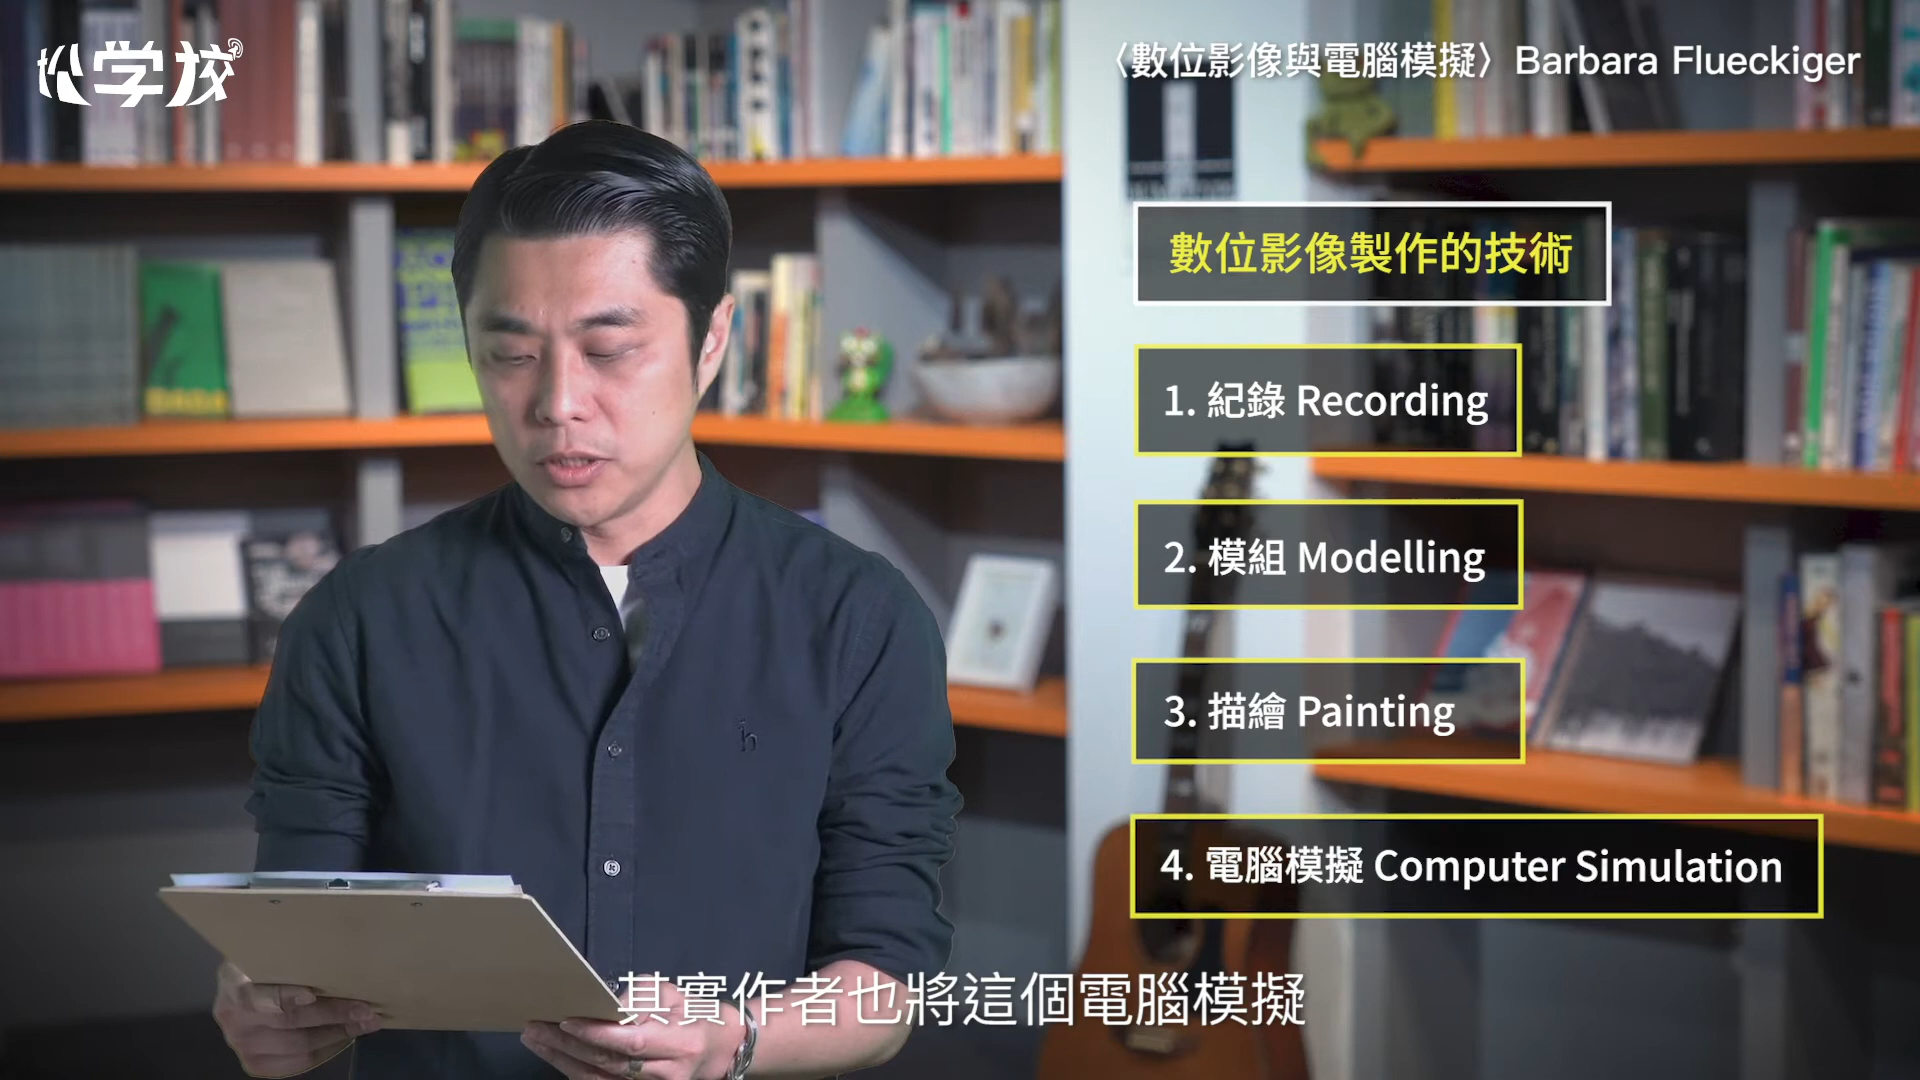 松学校
〈數位影像與電腦模擬〉Barbara Flueckiger
數位影像製作的技術
1. 紀錄 Recording
2. 模組 Modelling
3. 描繪 Painting
4. 電腦模擬 Computer Simulation
DADA
h
其實作者也將這個電腦模擬